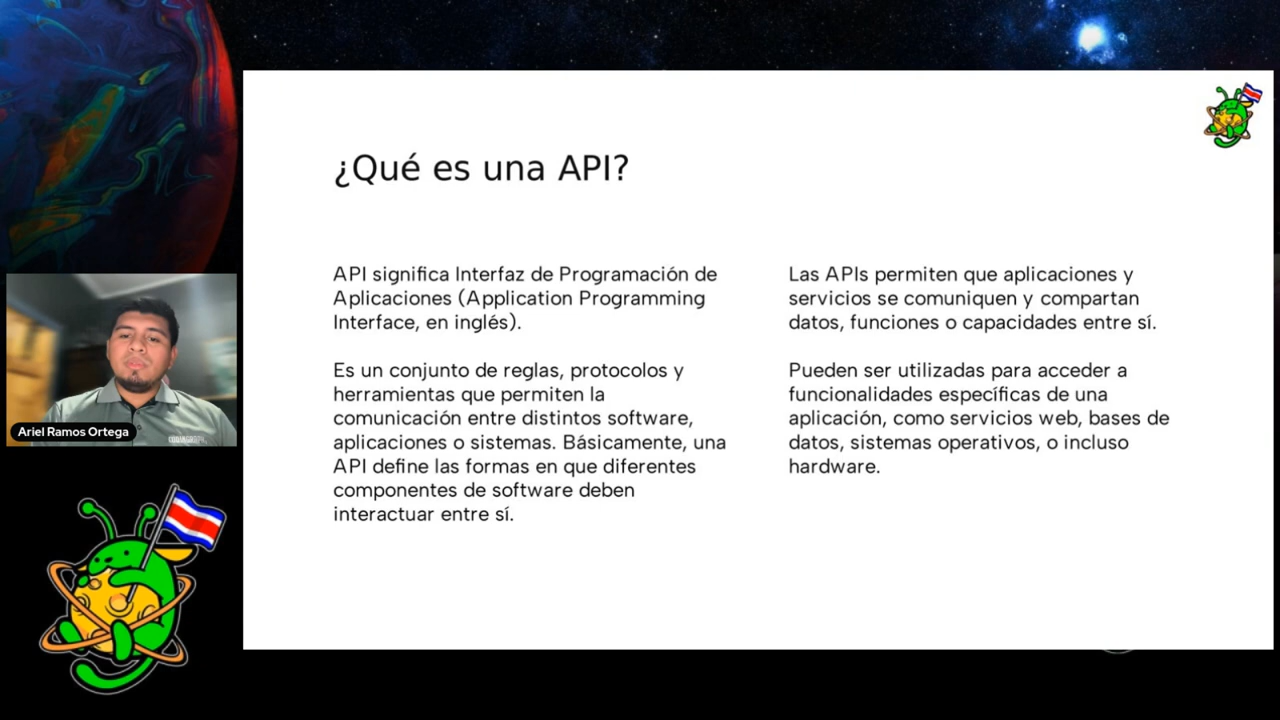 ¿Qué es una API?
API significa Interfaz de Programación de
Aplicaciones (Application Programming
Interface, en inglés).
Es un conjunto de reglas, protocolos y
herramientas que permiten la
comunicación entre distintos software,
aplicaciones o sistemas. Básicamente, una
API define las formas en que diferentes
componentes de software deben
interactuar entre sí.
Las APIs permiten que aplicaciones y
servicios se comuniquen y compartan
datos, funciones o capacidades entre sí.
Pueden ser utilizadas para acceder a
funcionalidades específicas de una
aplicación, como servicios web, bases de
datos, sistemas operativos, o incluso
hardware.
Ariel Ramos Ortega